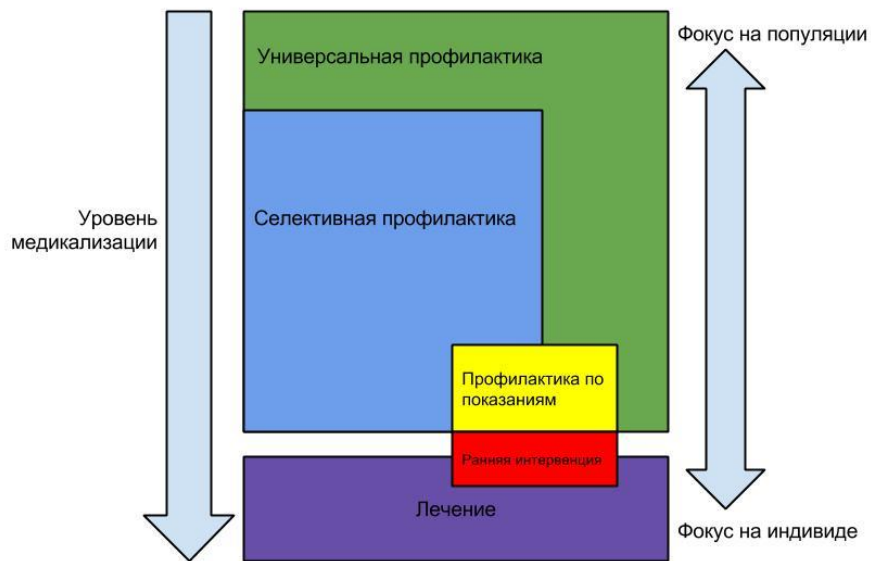 Фокус на популяции
Универсальная профилактика
Селективная профилактика
Уровень
медикализации
Профилактика по
показаниям
Ранняя интервенция
Лечение
Фокус на индивиде